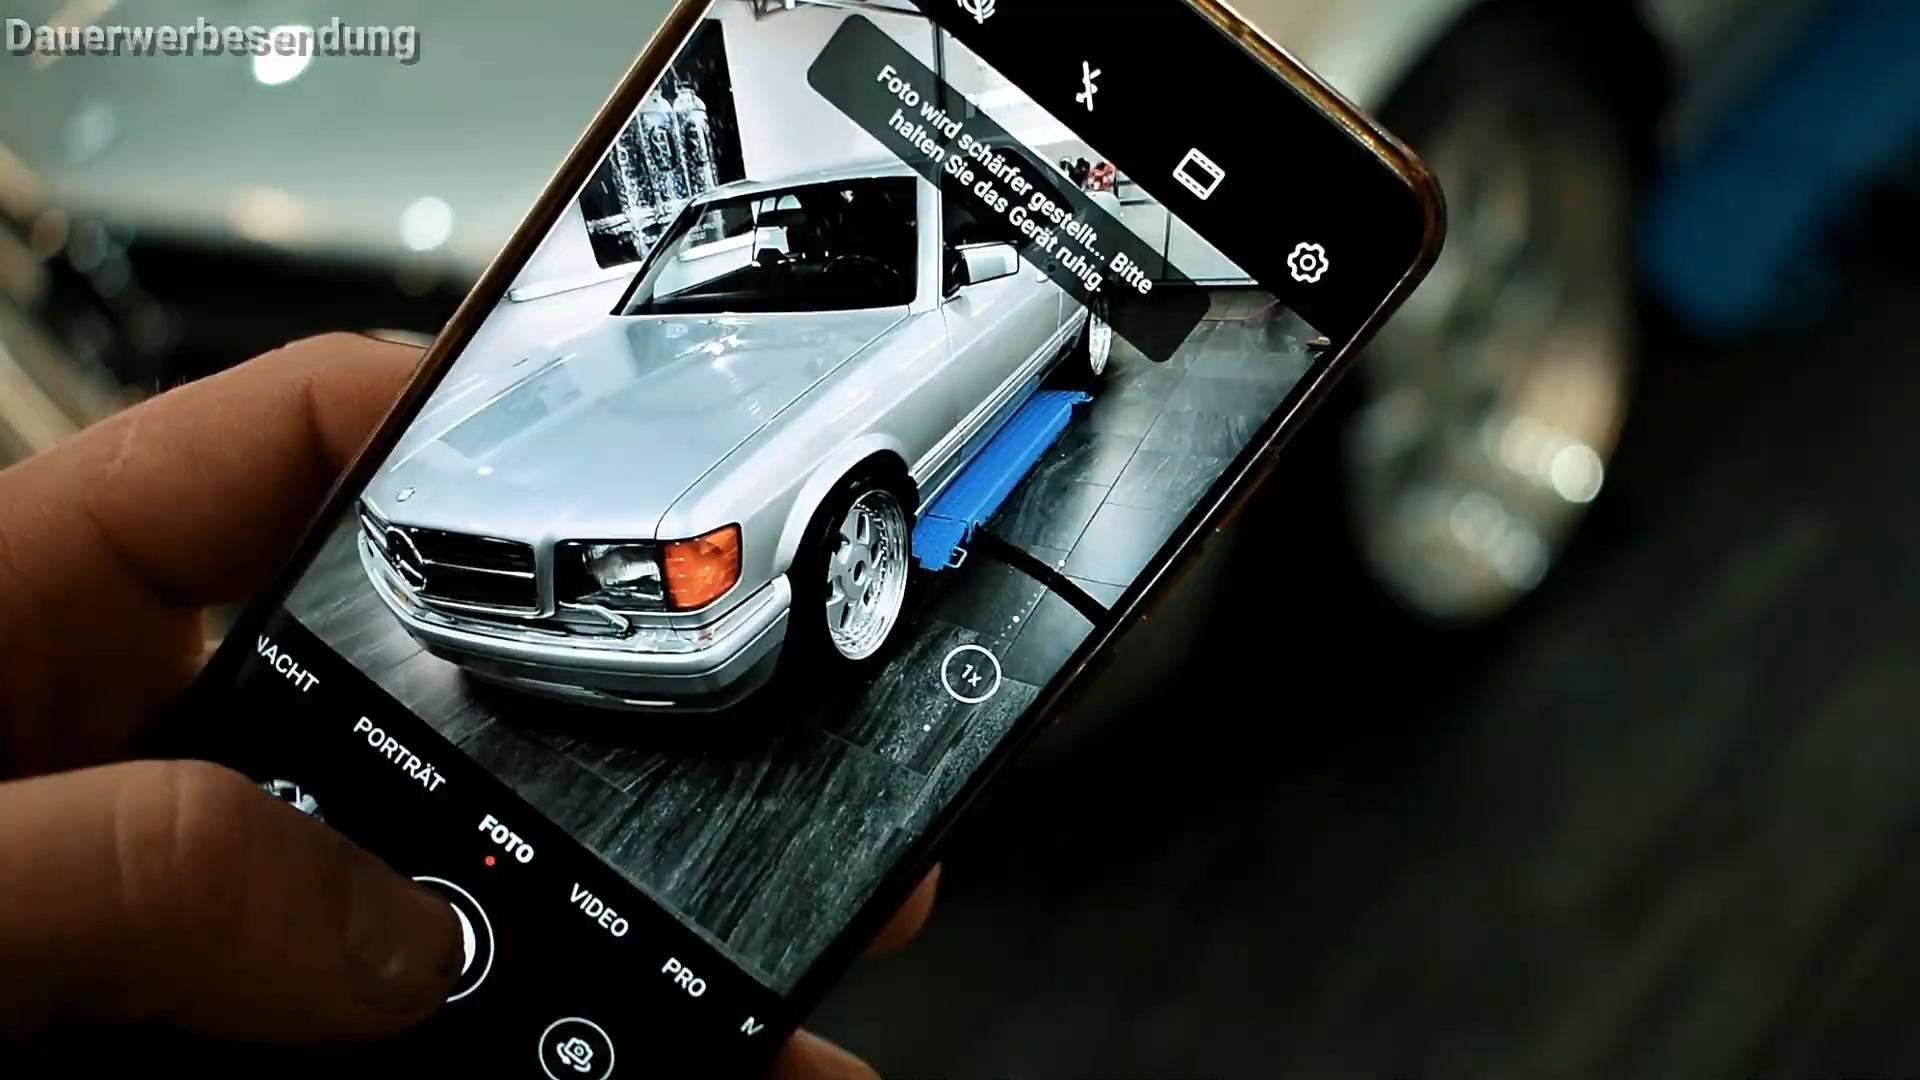 Dauerwerbesendung
Foto wird schärfer gestellt... Bitte
halten Sie das Gerät ruhig.
1x
NACHT
PORTRÄT
FOTO
VIDEO
PRO